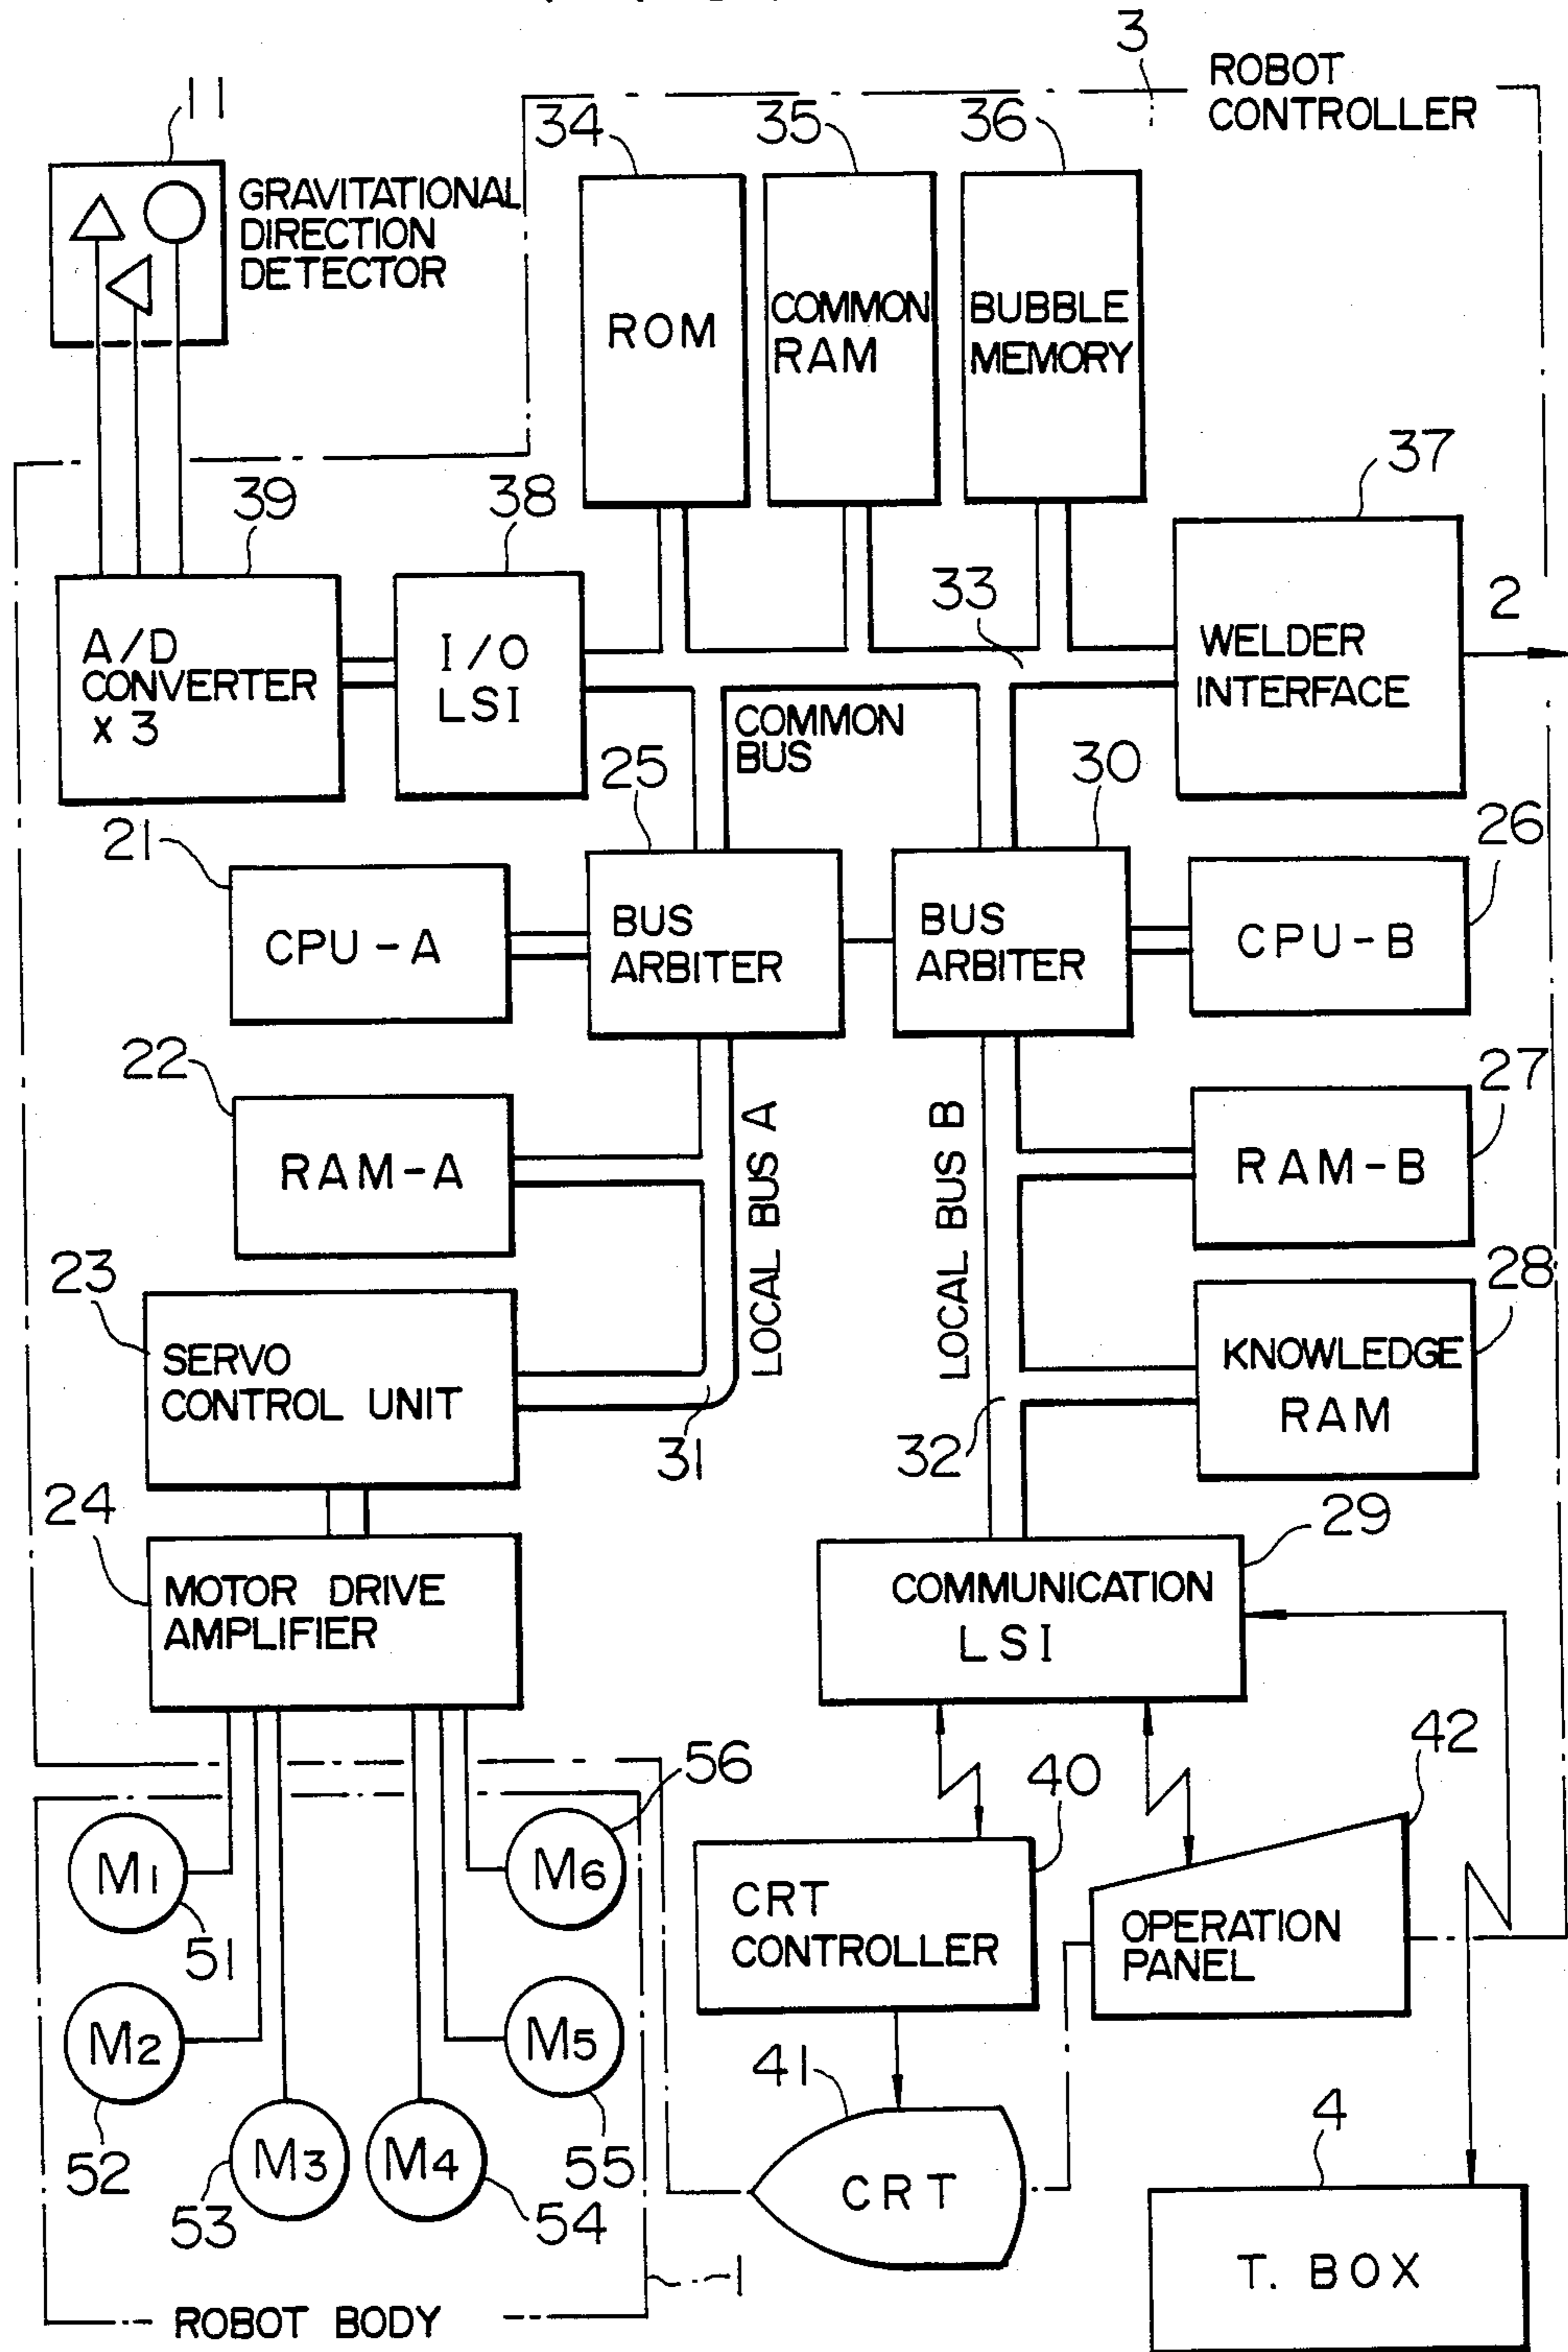 3
ROBOT
CONTROLLER
11
34
35
36
GRAVITATIONAL
DIRECTION
DETECTOR
ROM
COMMON
RAM
BUBBLE
MEMORY
37
39
38
33
2
A/D
CONVERTER
x 3
I/O
LSI
WELDER
INTERFACE
COMMON
BUS
25
30
26
21
CPU-A
BUS
ARBITER
BUS
ARBITER
CPU-B
22
27
RAM-A
LOCAL BUS A
LOCAL BUS B
RAM-B
23
28
SERVO
CONTROL UNIT
KNOWLEDGE
RAM
31
32
24
29
MOTOR DRIVE
AMPLIFIER
COMMUNICATION
LSI
56
40
42
M1
M6
51
CRT
CONTROLLER
OPERATION
PANEL
M2
M5
52
55
41
4
M3
M4
53
54
CRT
T. BOX
1
ROBOT BODY